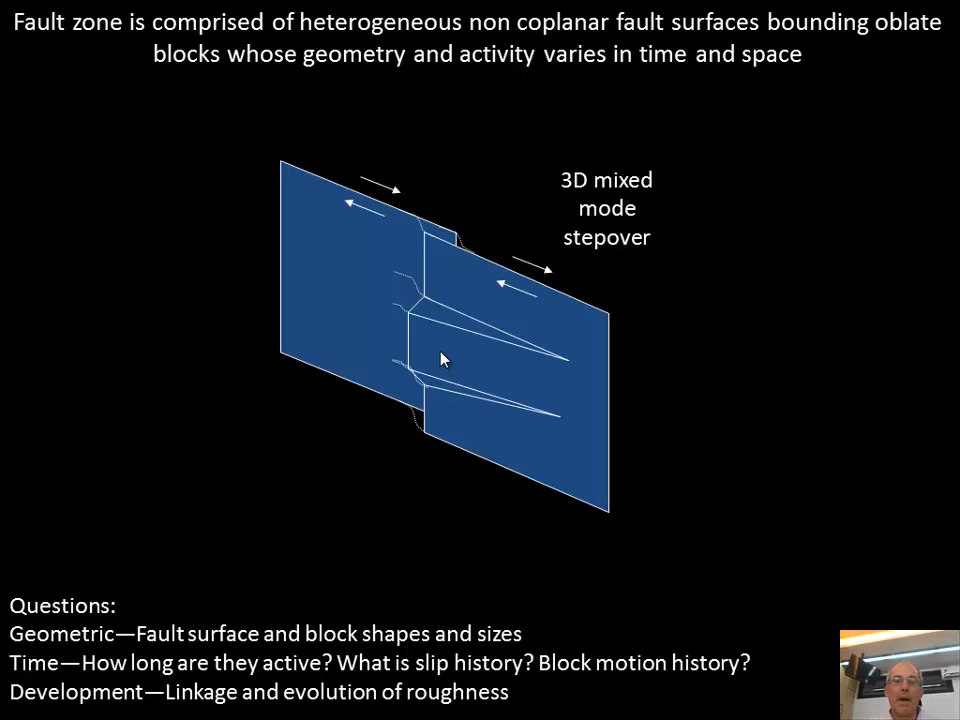 Fault zone is comprised of heterogeneous non coplanar fault surfaces bounding oblate
blocks whose geometry and activity varies in time and space
3D mixed
mode
stepover
Questions:
Geometric—Fault surface and block shapes and sizes
Time—How long are they active? What is slip history? Block motion history?
Development—Linkage and evolution of roughness